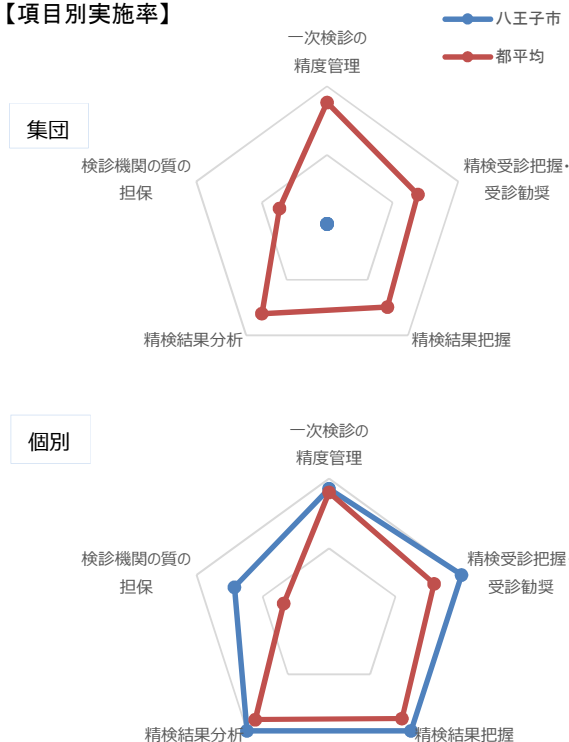 【項目別実施率】
八王子市
都平均
集団
一次検診の
精度管理
精検受診把握・
受診勧奨
精検結果把握
精検結果分析
検診機関の質の
担保
個別
一次検診の
精度管理
精検受診把握
受診勧奨
精検結果把握
精検結果分析
検診機関の質の
担保